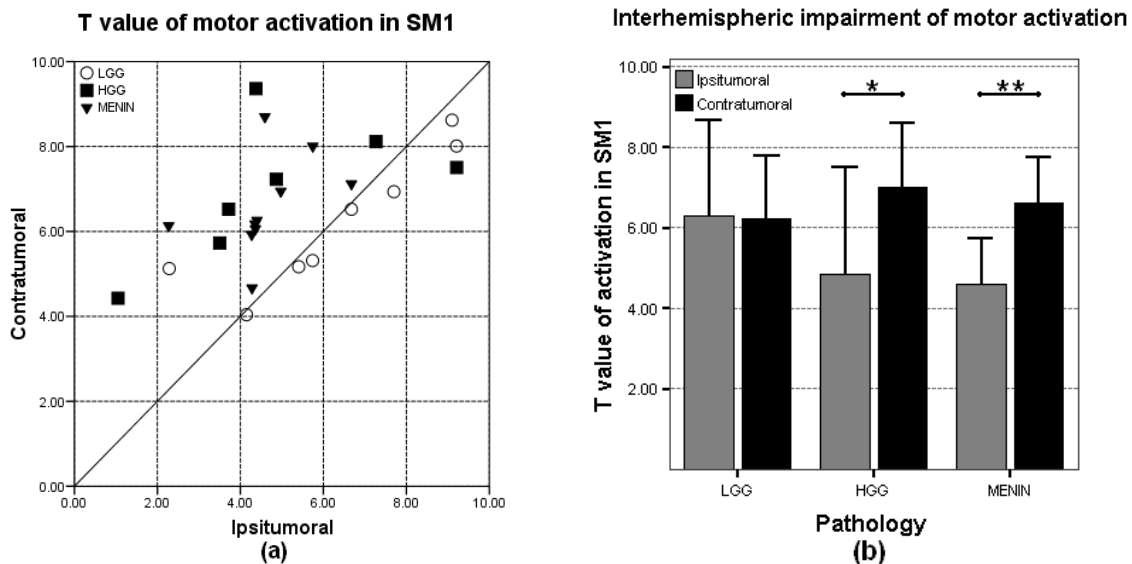 T value of motor activation in SM1
LGG
HGG
MENIN
10.00
8.00
6.00
4.00
2.00
0.00
Contratumoral
0.00 2.00 4.00 6.00 8.00 10.00
Ipsitumoral
(a)
Interhemispheric impairment of motor activation
Ipsitumoral
Contratumoral
* **
10.00
8.00
6.00
4.00
2.00
T value of activation in SM1
LGG HGG MENIN
Pathology
(b)